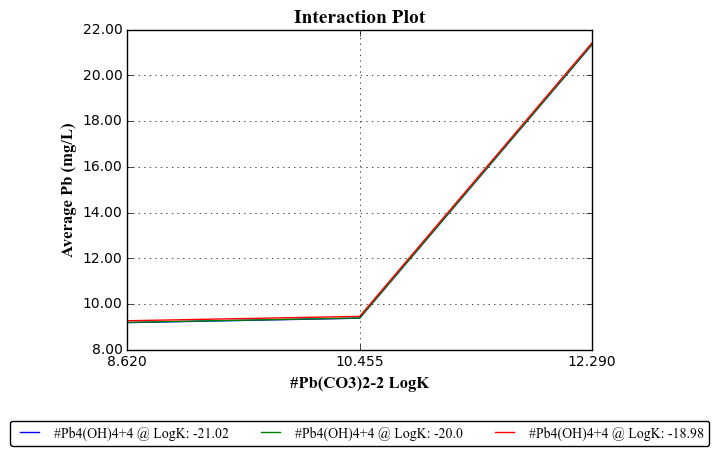 Interaction Plot
22.00
20.00
18.00
16.00
14.00
12.00
10.00
8.00
Average Pb (mg/L)
8.620 10.455 12.290
#Pb(CO3)2-2 LogK
#Pb4(OH)4+4 @ LogK: -21.02 #Pb4(OH)4+4 @ LogK: -20.0 #Pb4(OH)4+4 @ LogK: -18.98